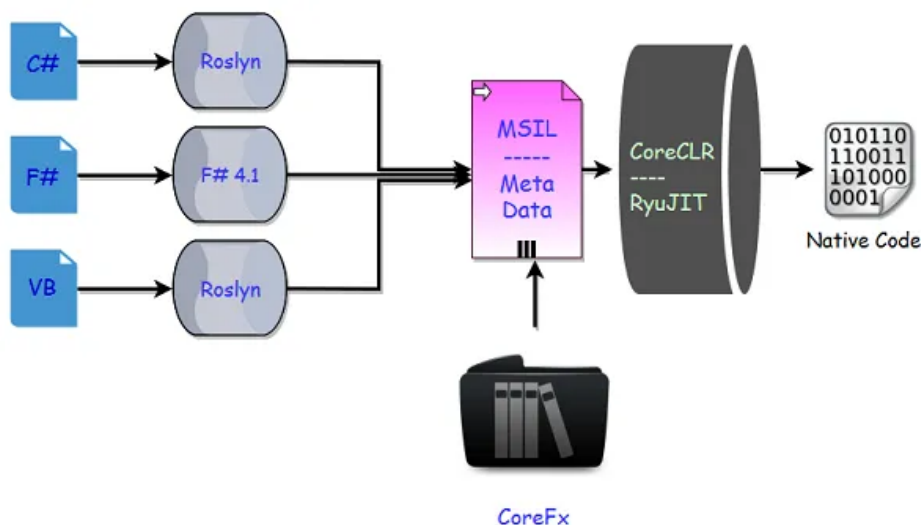 C#
Roslyn
F#
F# 4.1
VB
Roslyn
MSIL
-----
Meta
Data
CoreCLR
----
RyuJIT
010110
110011
101000
0001
Native Code
CoreFx